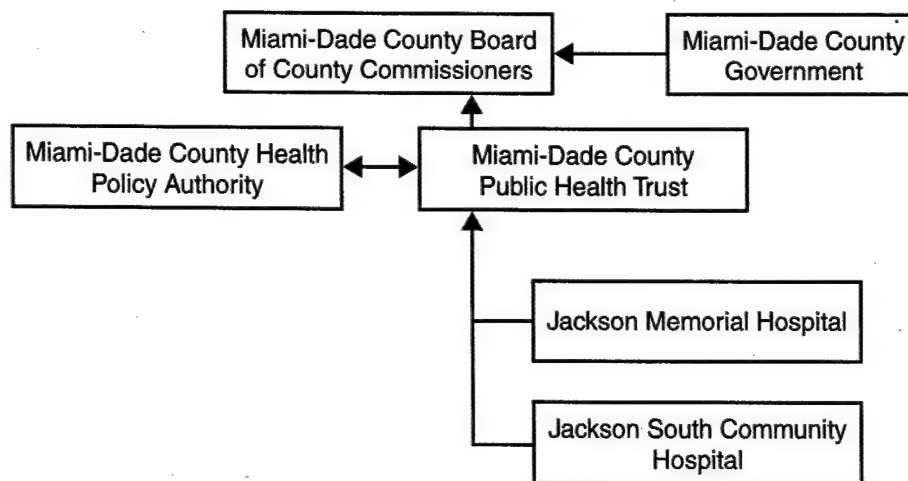 Miami-Dade County Board
of County Commissioners
Miami-Dade County
Government
Miami-Dade County Health
Policy Authority
Miami-Dade County
Public Health Trust
Jackson Memorial Hospital
Jackson South Community
Hospital